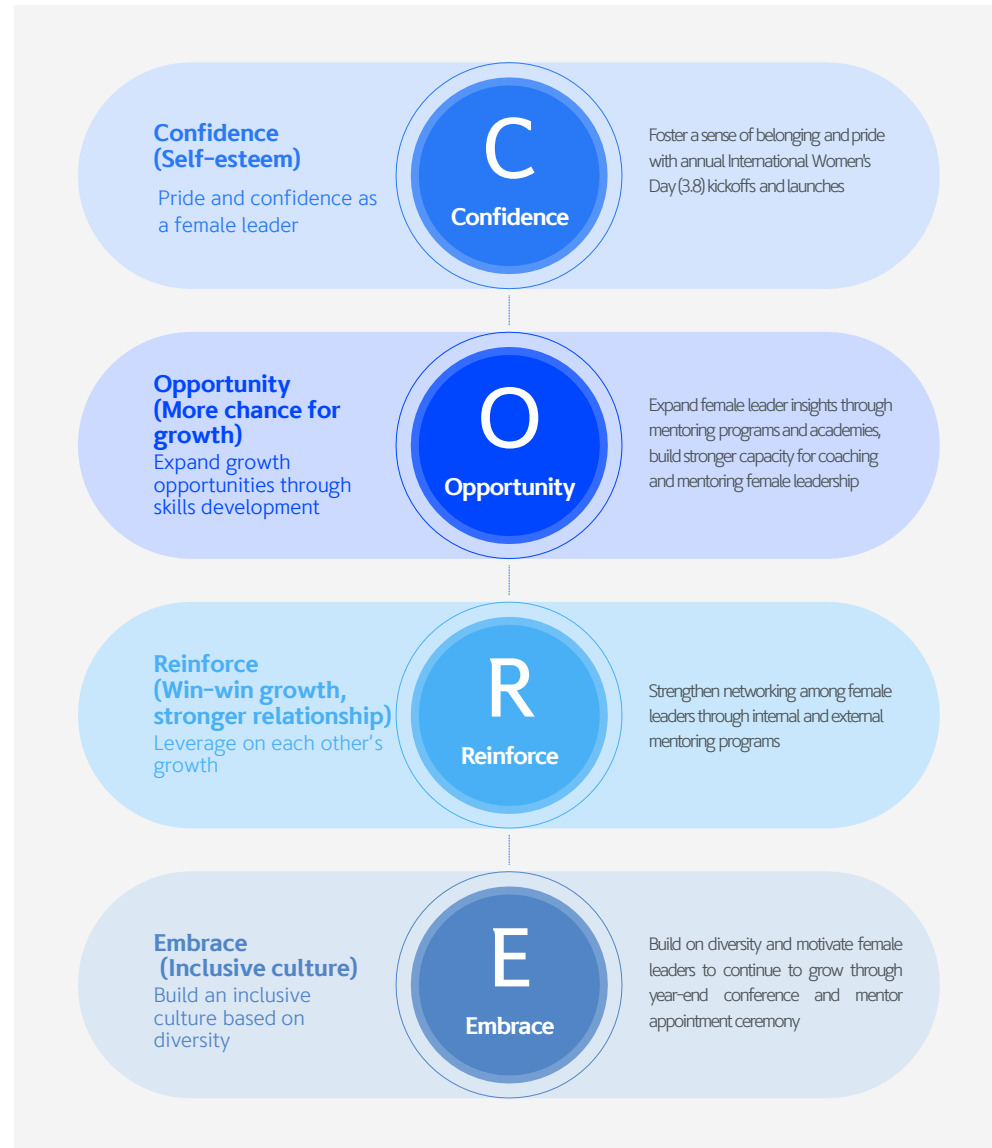 Confidence
(Self-esteem)
Pride and confidence as
a female leader
C
Confidence
Foster a sense of belonging and pride
with annual International Women's
Day (3.8) kickoffs and launches
Opportunity
(More chance for
growth)
Expand growth
opportunities through
skills development
O
Opportunity
Expand female leader insights through
mentoring programs and academies,
build stronger capacity for coaching
and mentoring female leadership
Reinforce
(Win-win growth,
stronger relationship)
Leverage on each other's
growth
R
Reinforce
Strengthen networking among female
leaders through internal and external
mentoring programs
Embrace
(Inclusive culture)
Build an inclusive
culture based on
diversity
E
Embrace
Build on diversity and motivate female
leaders to continue to grow through
year-end conference and mentor
appointment ceremony